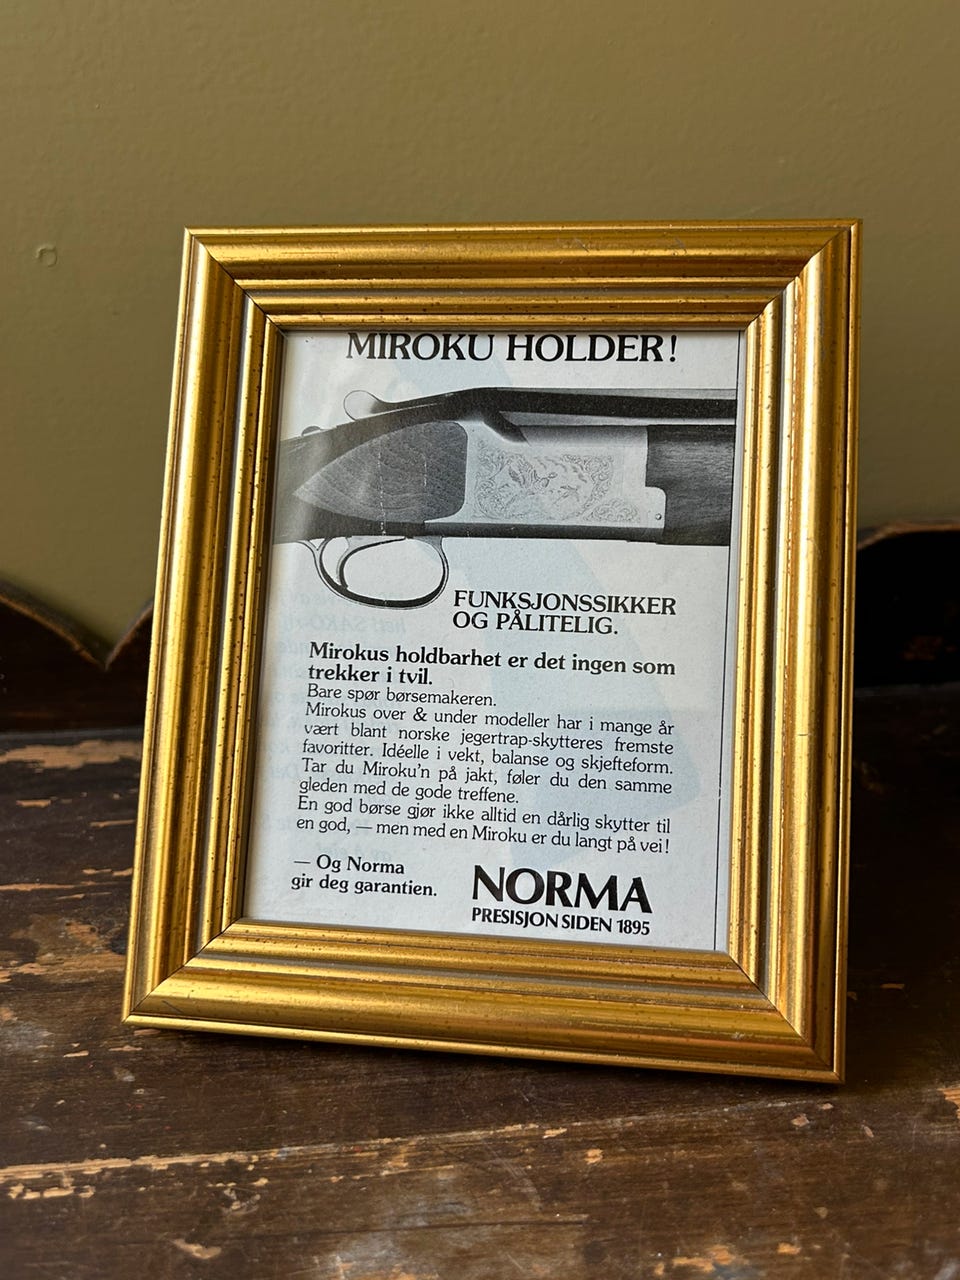 MIROKU HOLDER!
FUNKSJONSSIKKER
OG PÅLITELIG.
Mirokus holdbarhet er det ingen som
trekker i tvil.
Bare spør børsemakeren.
Mirokus over & under modeller har i mange år
vært blant norske jegertrap-skytteres fremste
favoritter. Idéelle i vekt, balanse og skjefteform.
Tar du Miroku'n på jakt, føler du den samme
gleden med de gode treffene.
En god børse gjør ikke alltid en dårlig skytter til
en god, — men med en Miroku er du langt på vei!
— Og Norma
gir deg garantien.
NORMA
PRESISJON SIDEN 1895